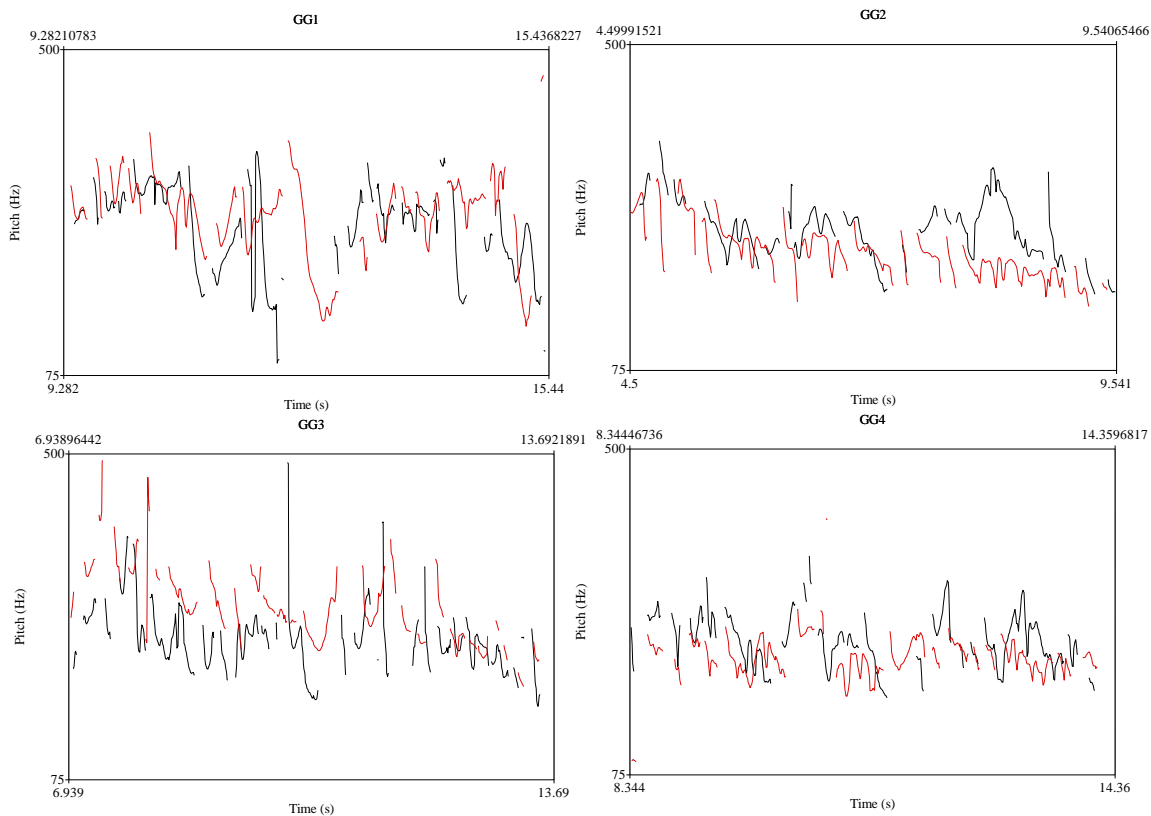 GG1
9.28210783 15.4368227
500
Pitch (Hz)
75
9.282 15.44
Time (s)
GG2
4.49991521 9.54065466
500
Pitch (Hz)
75
4.5 9.541
Time (s)
GG3
6.93896442 13.6921891
500
Pitch (Hz)
75
6.939 13.69
Time (s)
GG4
8.34446736 14.3596817
500
Pitch (Hz)
75
8.344 14.36
Time (s)